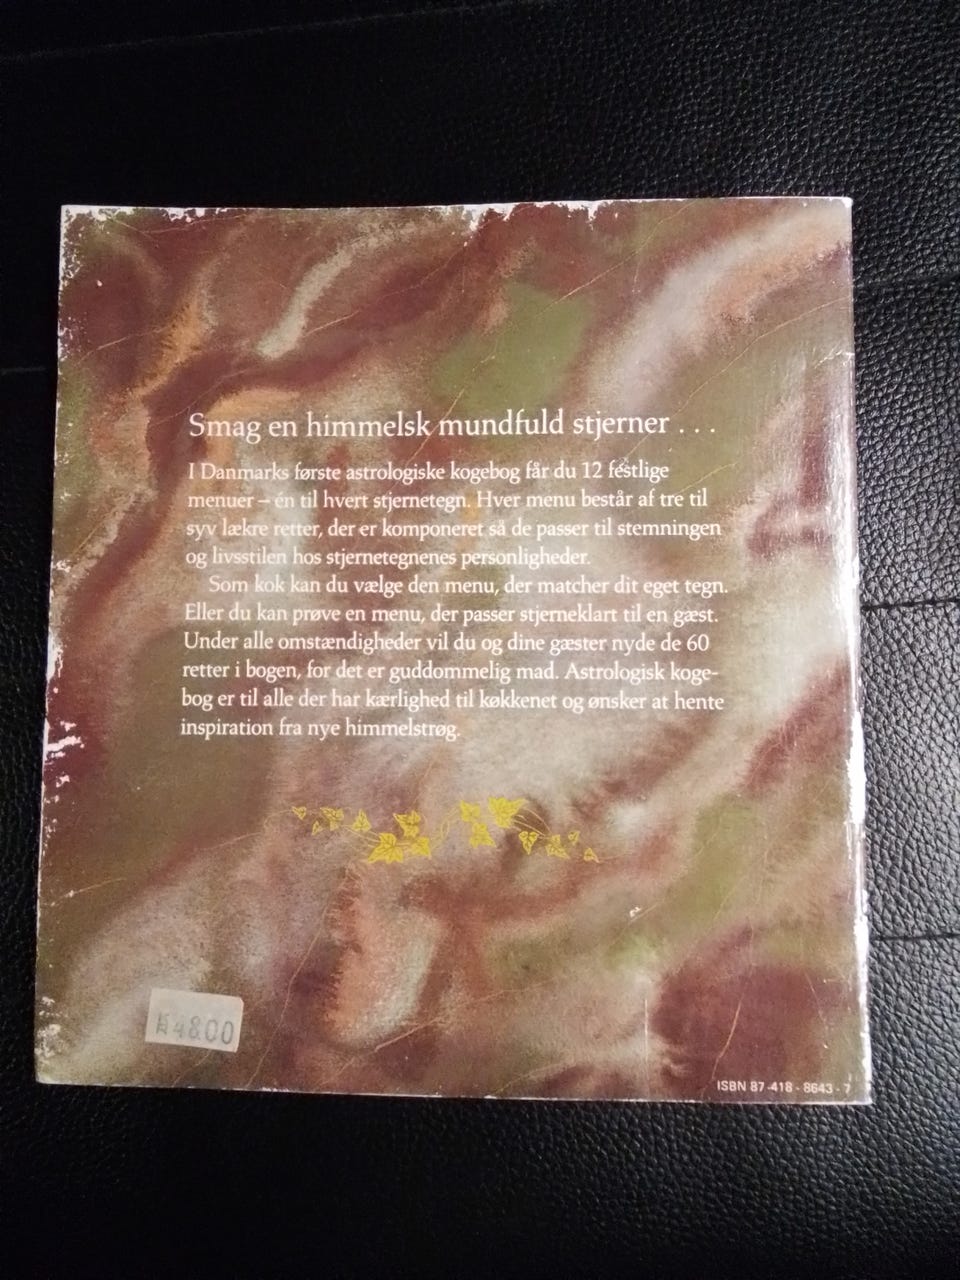 Smag en himmelsk mundfuld stjerner . . .
I Danmarks første astrologiske kogebog får du 12 festlige
menuer – én til hvert stjernetegn. Hver menu består af tre til
syv lækre retter, der er komponeret så de passer til stemningen
og livsstilen hos stjernetegnenes personligheder.
Som kok kan du vælge den menu, der matcher dit eget tegn.
Eller du kan prøve en menu, der passer stjerneklart til en gæst.
Under alle omstændigheder vil du og dine gæster nyde de 60
retter i bogen, for det er guddommelig mad. Astrologisk koge-
bog er til alle der har kærlighed til køkkenet og ønsker at hente
inspiration fra nye himmelstrøg.
4800
ISBN 87-418-8643-7